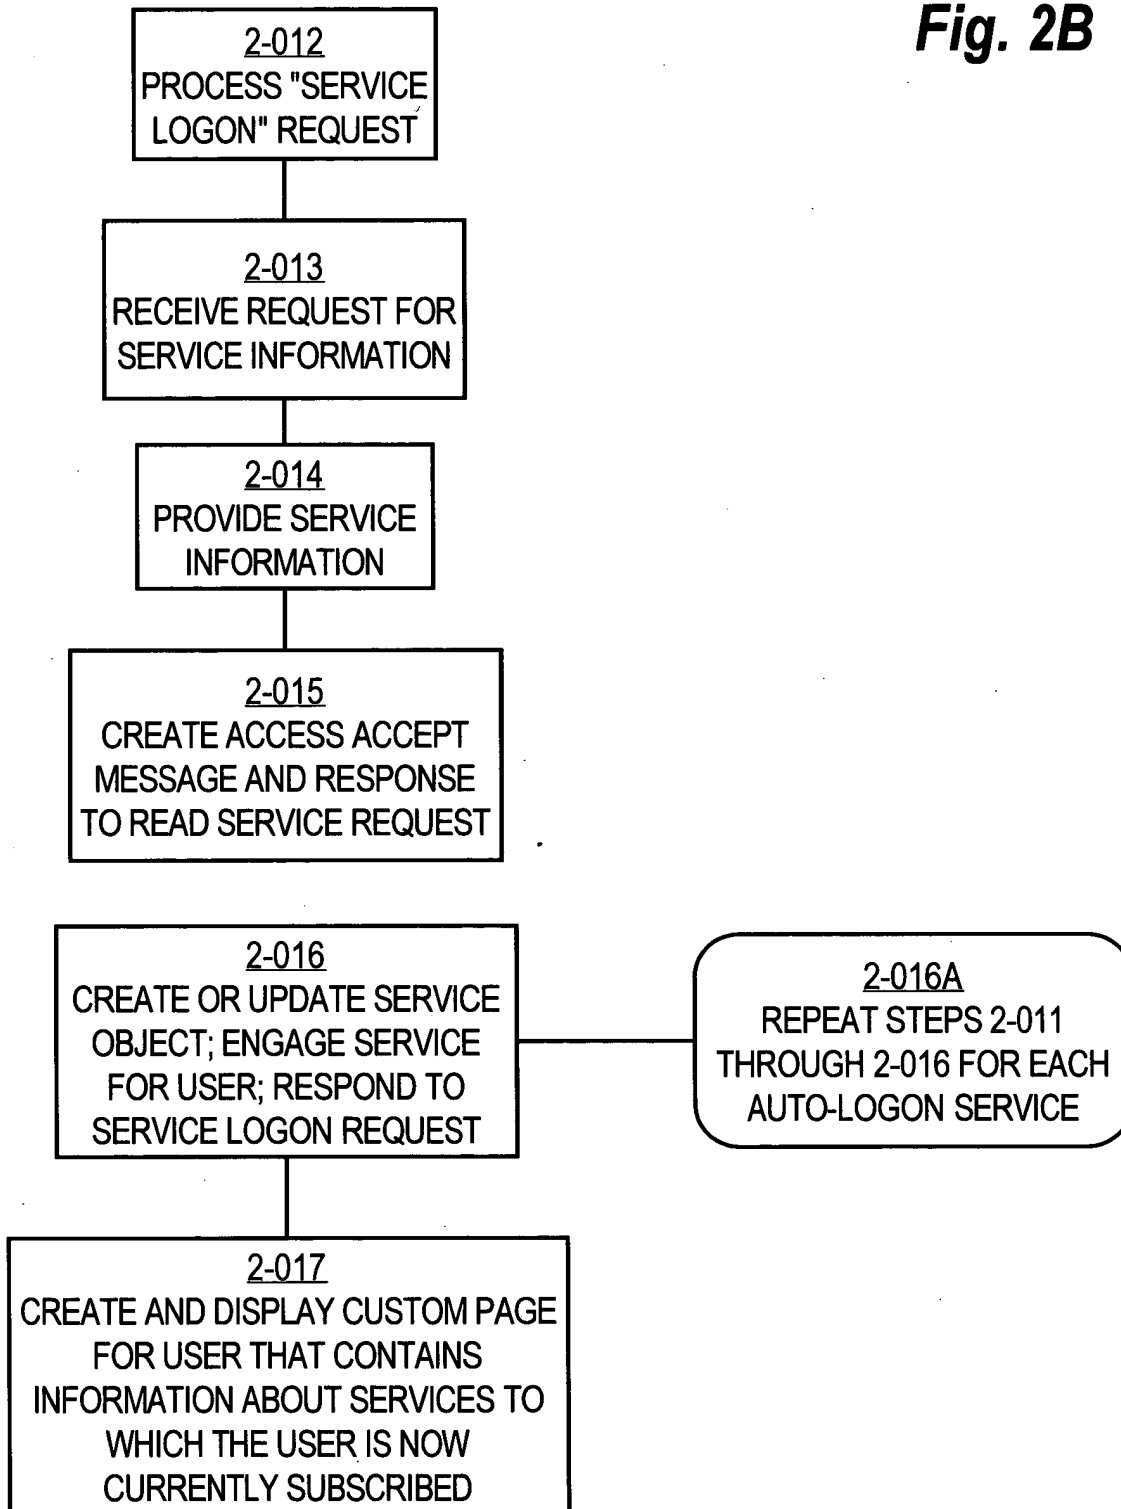 Fig. 2B
2-012
PROCESS "SERVICE
LOGON" REQUEST
2-013
RECEIVE REQUEST FOR
SERVICE INFORMATION
2-014
PROVIDE SERVICE
INFORMATION
2-015
CREATE ACCESS ACCEPT
MESSAGE AND RESPONSE
TO READ SERVICE REQUEST
2-016
CREATE OR UPDATE SERVICE
OBJECT; ENGAGE SERVICE
FOR USER; RESPOND TO
SERVICE LOGON REQUEST
2-016A
REPEAT STEPS 2-011
THROUGH 2-016 FOR EACH
AUTO-LOGON SERVICE
2-017
CREATE AND DISPLAY CUSTOM PAGE
FOR USER THAT CONTAINS
INFORMATION ABOUT SERVICES TO
WHICH THE USER IS NOW
CURRENTLY SUBSCRIBED